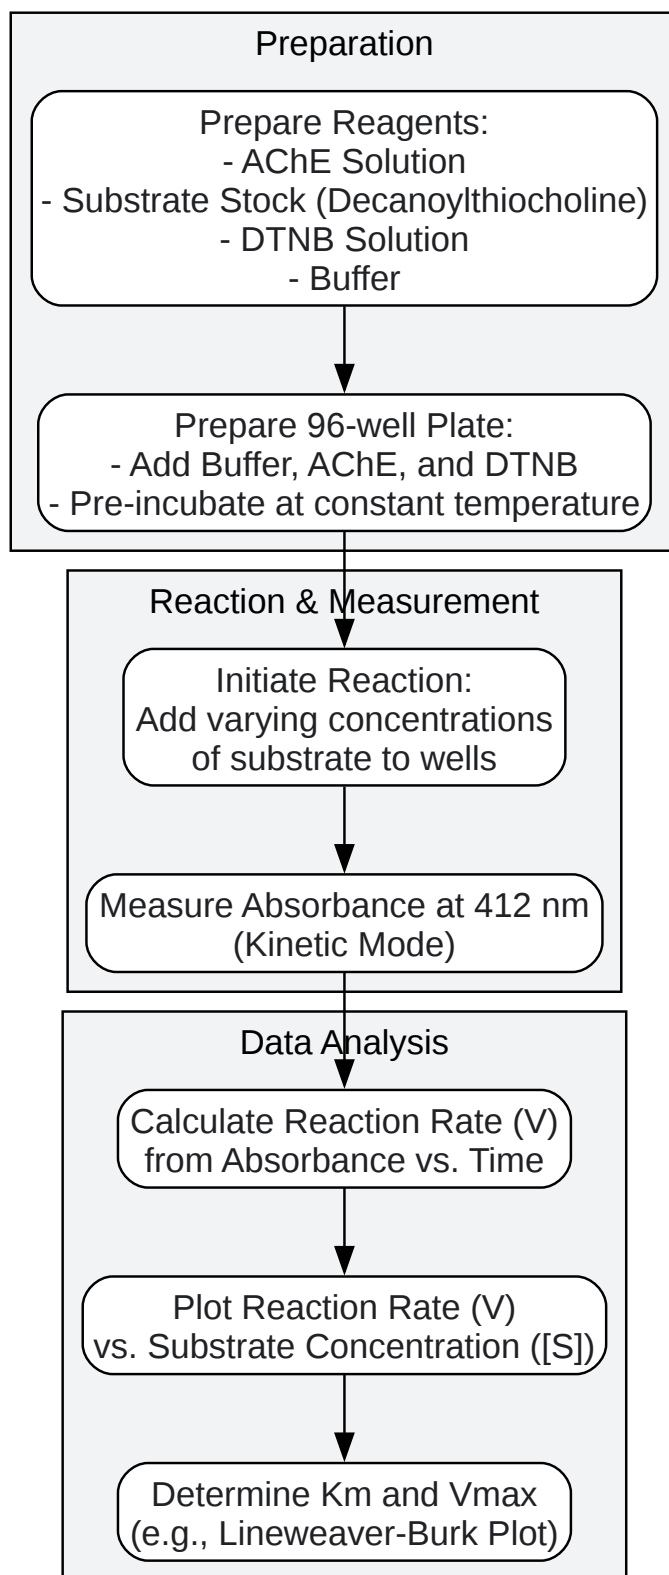 Preparation
Prepare Reagents:
- AChE Solution
- Substrate Stock (Decanoylthiocholine)
- DTNB Solution
- Buffer
Prepare 96-well Plate:
- Add Buffer, AChE, and DTNB
- Pre-incubate at constant temperature
Reaction & Measurement
Initiate Reaction:
Add varying concentrations
of substrate to wells
Measure Absorbance at 412 nm
(Kinetic Mode)
Data Analysis
Calculate Reaction Rate (V)
from Absorbance vs. Time
Plot Reaction Rate (V)
vs. Substrate Concentration ([S])
Determine Km and Vmax
(e.g., Lineweaver-Burk Plot)